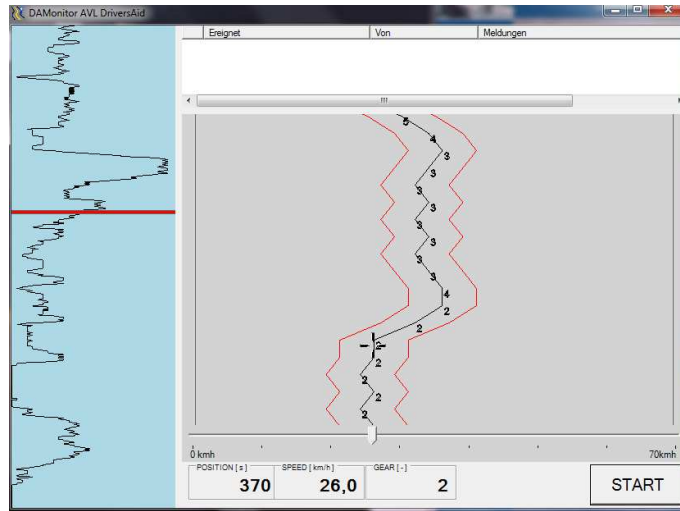 DAMonitor AVL DriversAid
Ereignet Von Meldungen
5
4
3
3
3
3
3
3
3
4
2
2
2
2
2
2
2
0 kmh 70kmh
POSITION [ s ] SPEED [ km/h ] GEAR [ - ]
370 26,0 2
START